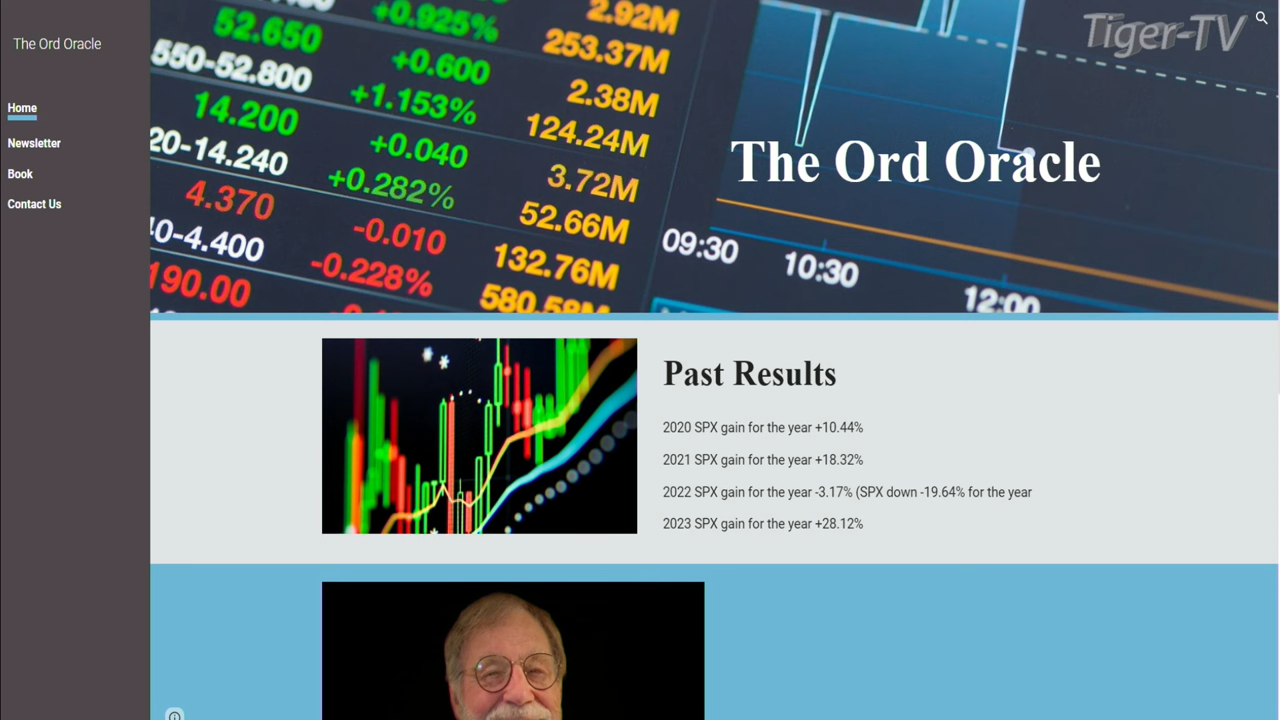 The Ord Oracle
Home
Newsletter
Book
Contact Us
Tiger-TV
52.650
+0.925%
2.92M
550-52.800
+0.600
253.37M
14.200
+1.153%
2.38M
20-14.240
+0.040
124.24M
4.370
+0.282%
3.72M
40-4.400
-0.010
52.66M
190.00
-0.228%
132.76M
580.58M
09:30
10:30
12:00
The Ord Oracle
Past Results
2020 SPX gain for the year +10.44%
2021 SPX gain for the year +18.32%
2022 SPX gain for the year -3.17% (SPX down -19.64% for the year
2023 SPX gain for the year +28.12%